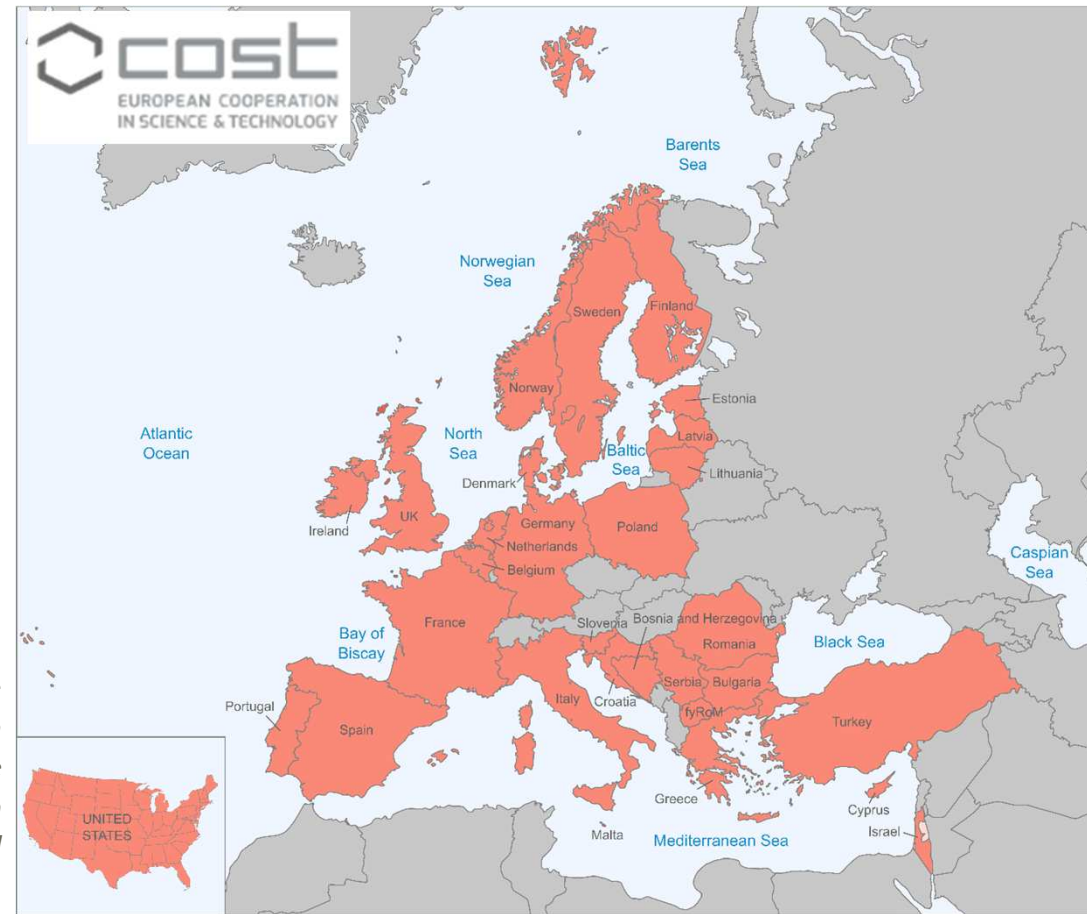 cost
EUROPEAN COOPERATION
IN SCIENCE & TECHNOLOGY
Barents
Sea
Norwegian
Sea
Sweden
Finland
Norway
Estonia
Atlantic
Ocean
North
Sea
Baltic
Sea
Latvia
Lithuania
Denmark
Ireland
UK
Germany
Poland
Netherlands
Belgium
Caspian
Sea
France
Slovenia
Bosnia and Herzegovina
Bay of
Biscay
Romania
Black Sea
Serbia
Bulgaria
Croatia
Italy
fyRoM
Portugal
Spain
Turkey
Greece
Cyprus
Israel
Malta
Mediterranean Sea
UNITED
STATES